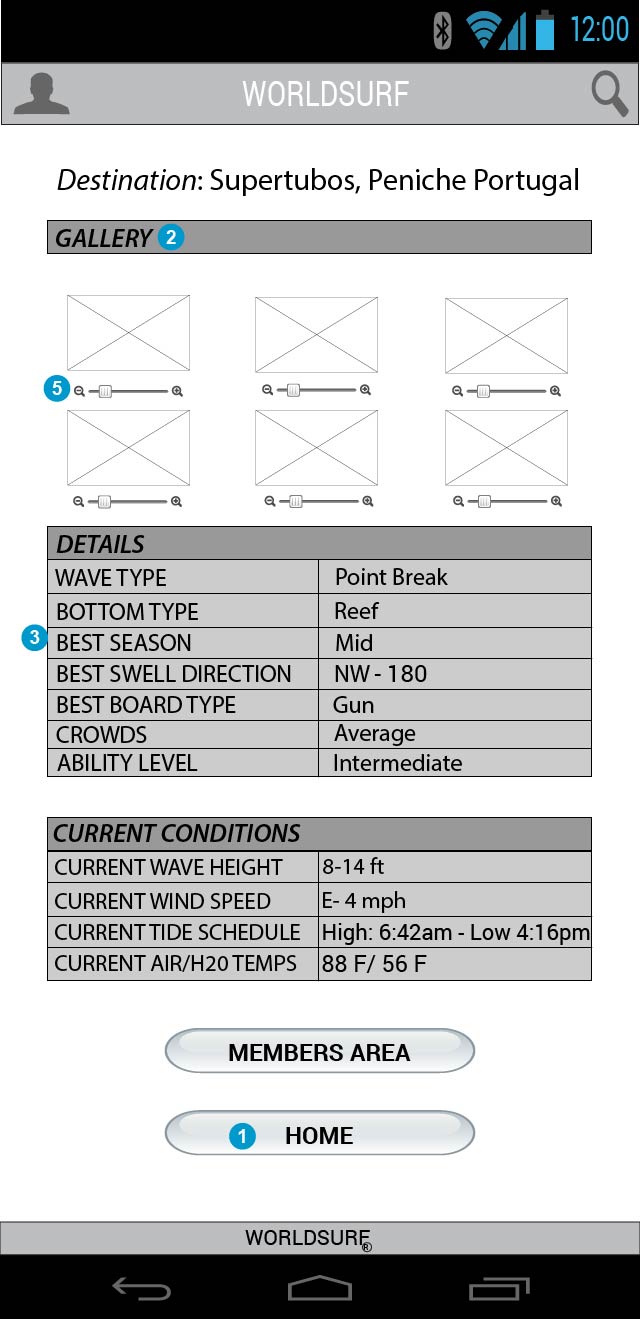 12:00
WORLDSURF
Destination: Supertubos, Peniche Portugal
GALLERY 2
5
DETAILS
WAVE TYPE Point Break
BOTTOM TYPE Reef
3
BEST SEASON Mid
BEST SWELL DIRECTION NW - 180
BEST BOARD TYPE Gun
CROWDS Average
ABILITY LEVEL Intermediate
CURRENT CONDITIONS
CURRENT WAVE HEIGHT 8-14 ft
CURRENT WIND SPEED E- 4 mph
CURRENT TIDE SCHEDULE High: 6:42am - Low 4:16pm
CURRENT AIR/H20 TEMPS 88 F/ 56 F
MEMBERS AREA
1 HOME
WORLDSURF®